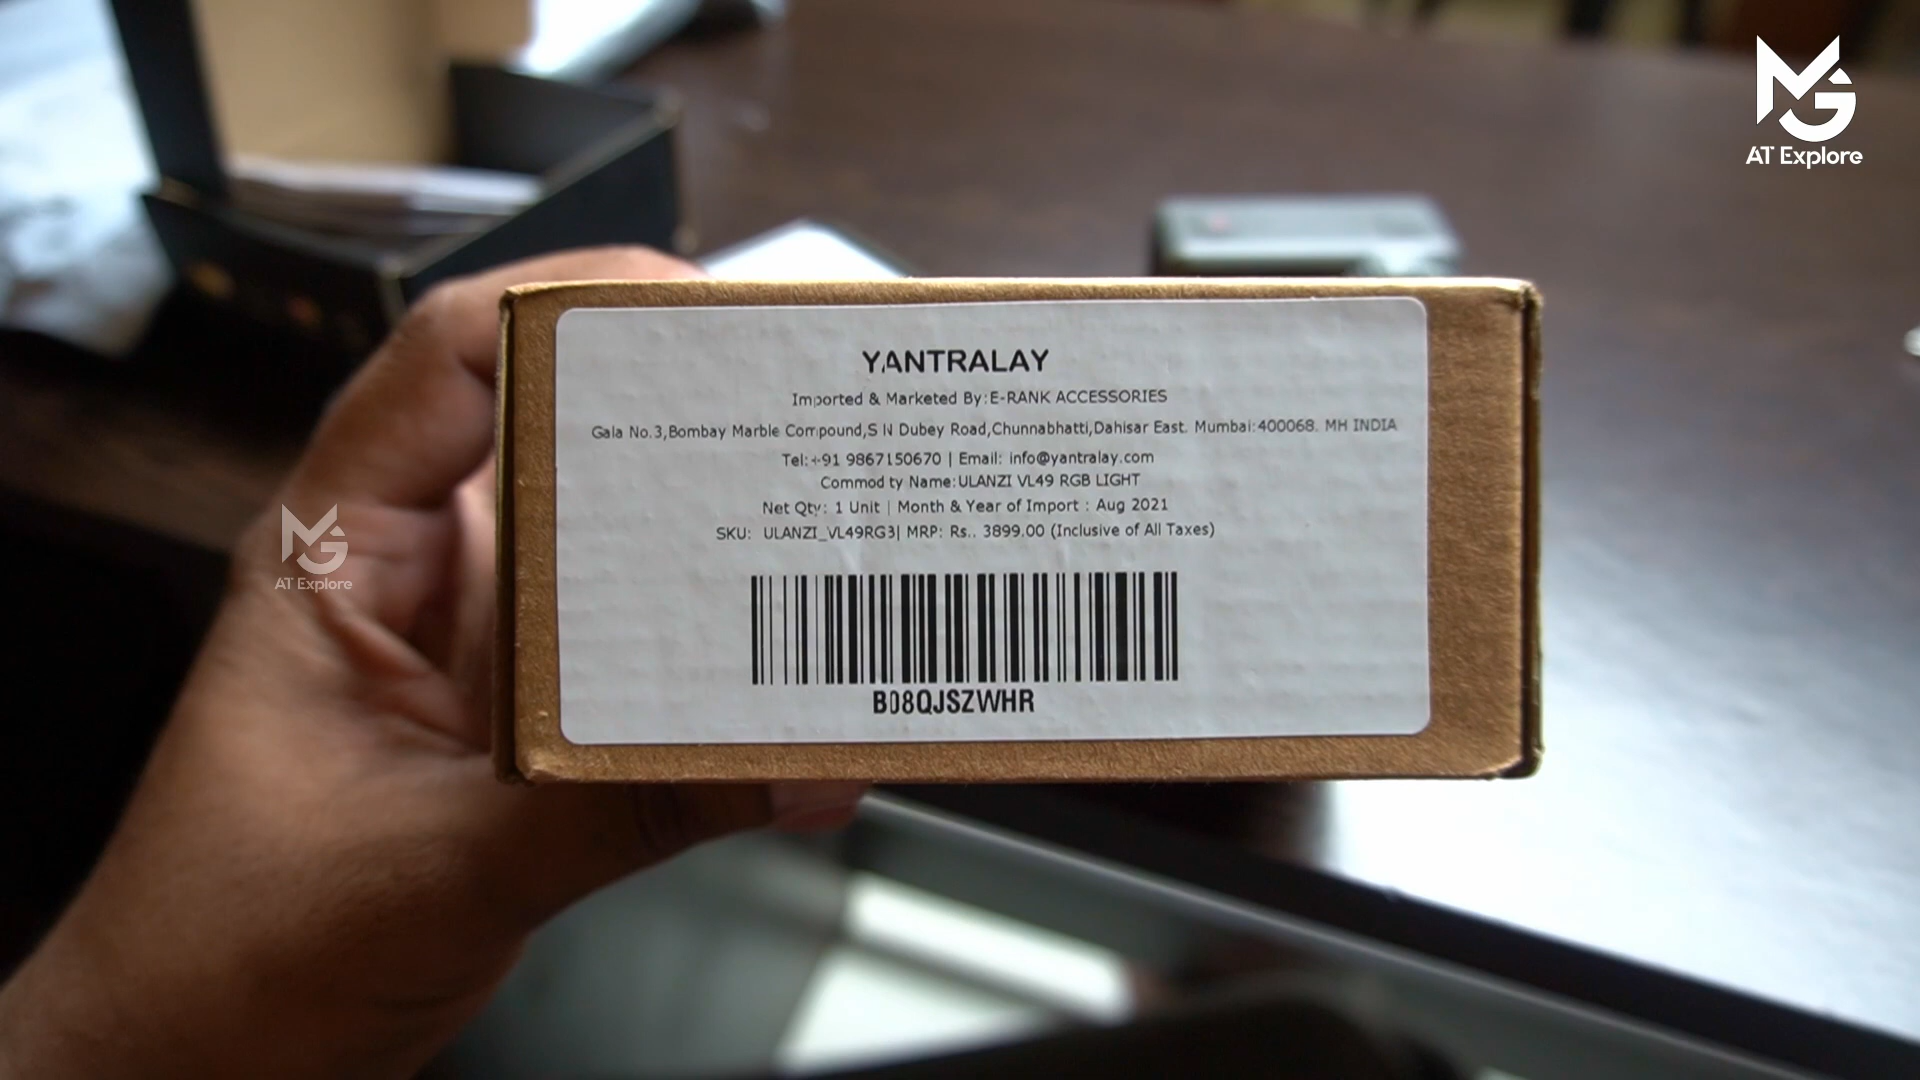 MG
AT Explore
YANTRALAY
Imported & Marketed By:E-RANK ACCESSORIES
Gala No.3,Bombay Marble Compound,S N Dubey Road,Chunnabhatti,Dahisar East. Mumbai:400068. MH INDIA
Tel:+91 9867150670 | Email: info@yantralay.com
Commod ty Name:ULANZI VL49 RGB LIGHT
Net Qty: 1 Unit | Month & Year of Import : Aug 2021
SKU: ULANZI_VL49RG3| MRP: Rs.. 3899.00 (Inclusive of All Taxes)
B08QJSZWHR
MG
AT Explore